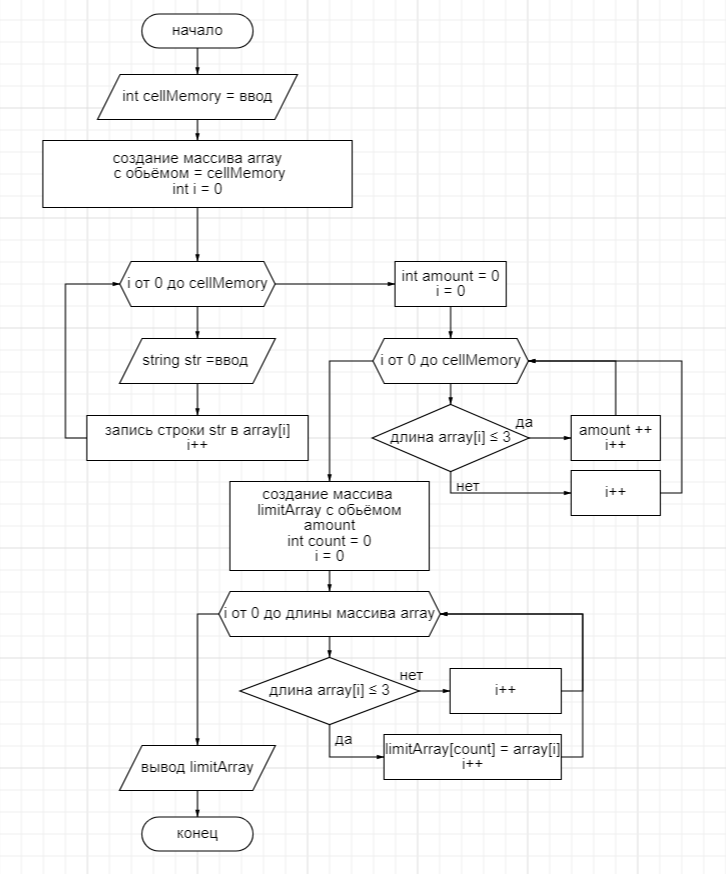 начало
int cellMemory = ввод
создание массива array
с обьёмом = cellMemory
int i = 0
i от 0 до cellMemory
string str =ввод
запись строки str в array[i]
i++
int amount = 0
i = 0
i от 0 до cellMemory
длина array[i] ≤ 3
да
amount ++
i++
нет
i++
создание массива
limitArray с обьёмом
amount
int count = 0
i = 0
i от 0 до длины массива array
длина array[i] ≤ 3
нет
i++
да
limitArray[count] = array[i]
i++
вывод limitArray
конец